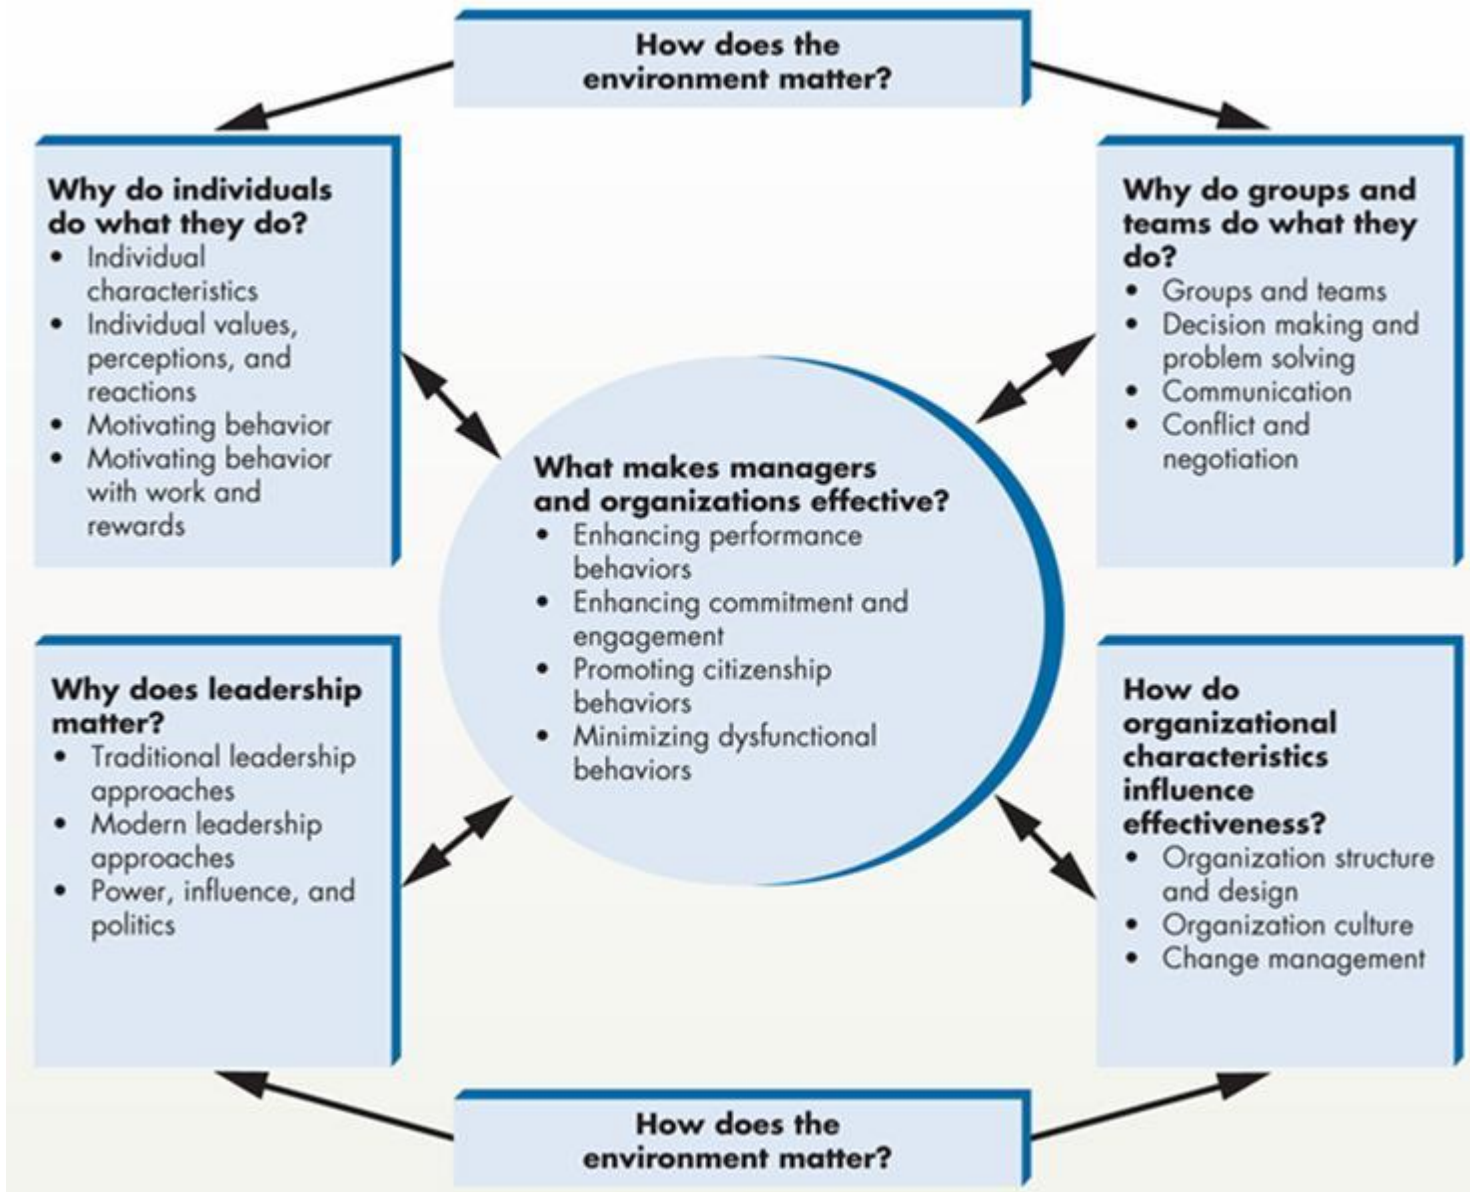 How does the
environment matter?
Why do individuals
do what they do?
• Individual
characteristics
• Individual values,
perceptions, and
reactions
• Motivating behavior
• Motivating behavior
with work and
rewards
Why do groups and
teams do what they
do?
• Groups and teams
• Decision making and
problem solving
• Communication
• Conflict and
negotiation
What makes managers
and organizations effective?
• Enhancing performance
behaviors
• Enhancing commitment and
engagement
• Promoting citizenship
behaviors
• Minimizing dysfunctional
behaviors
Why does leadership
matter?
• Traditional leadership
approaches
• Modern leadership
approaches
• Power, influence, and
politics
How do
organizational
characteristics
influence
effectiveness?
• Organization structure
and design
• Organization culture
• Change management
How does the
environment matter?